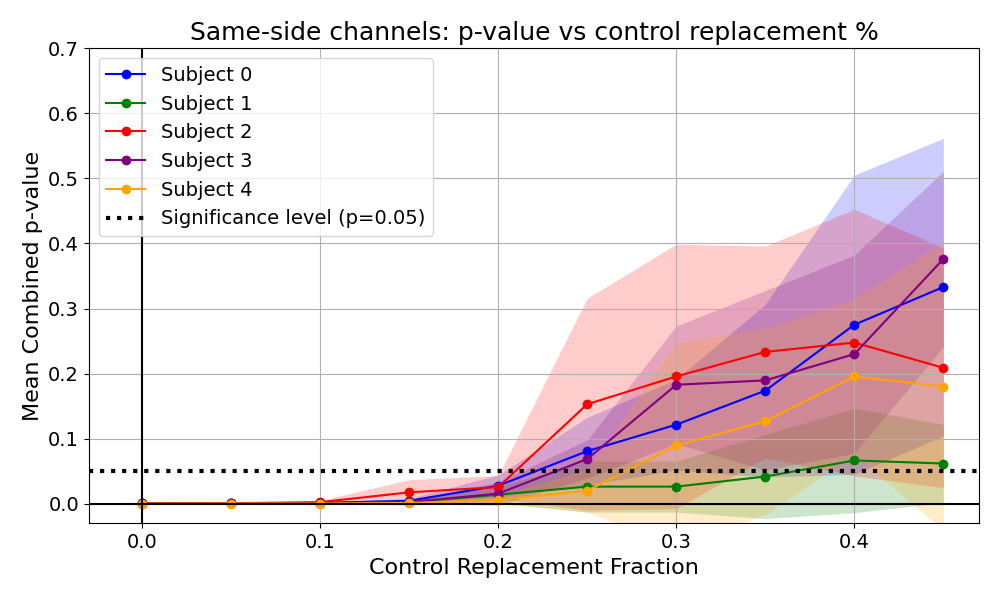 Same-side channels: p-value vs control replacement %
Mean Combined p-value
0.7
0.6
0.5
0.4
0.3
0.2
0.1
0.0
Subject 0
Subject 1
Subject 2
Subject 3
Subject 4
Significance level (p=0.05)
0.0 0.1 0.2 0.3 0.4
Control Replacement Fraction